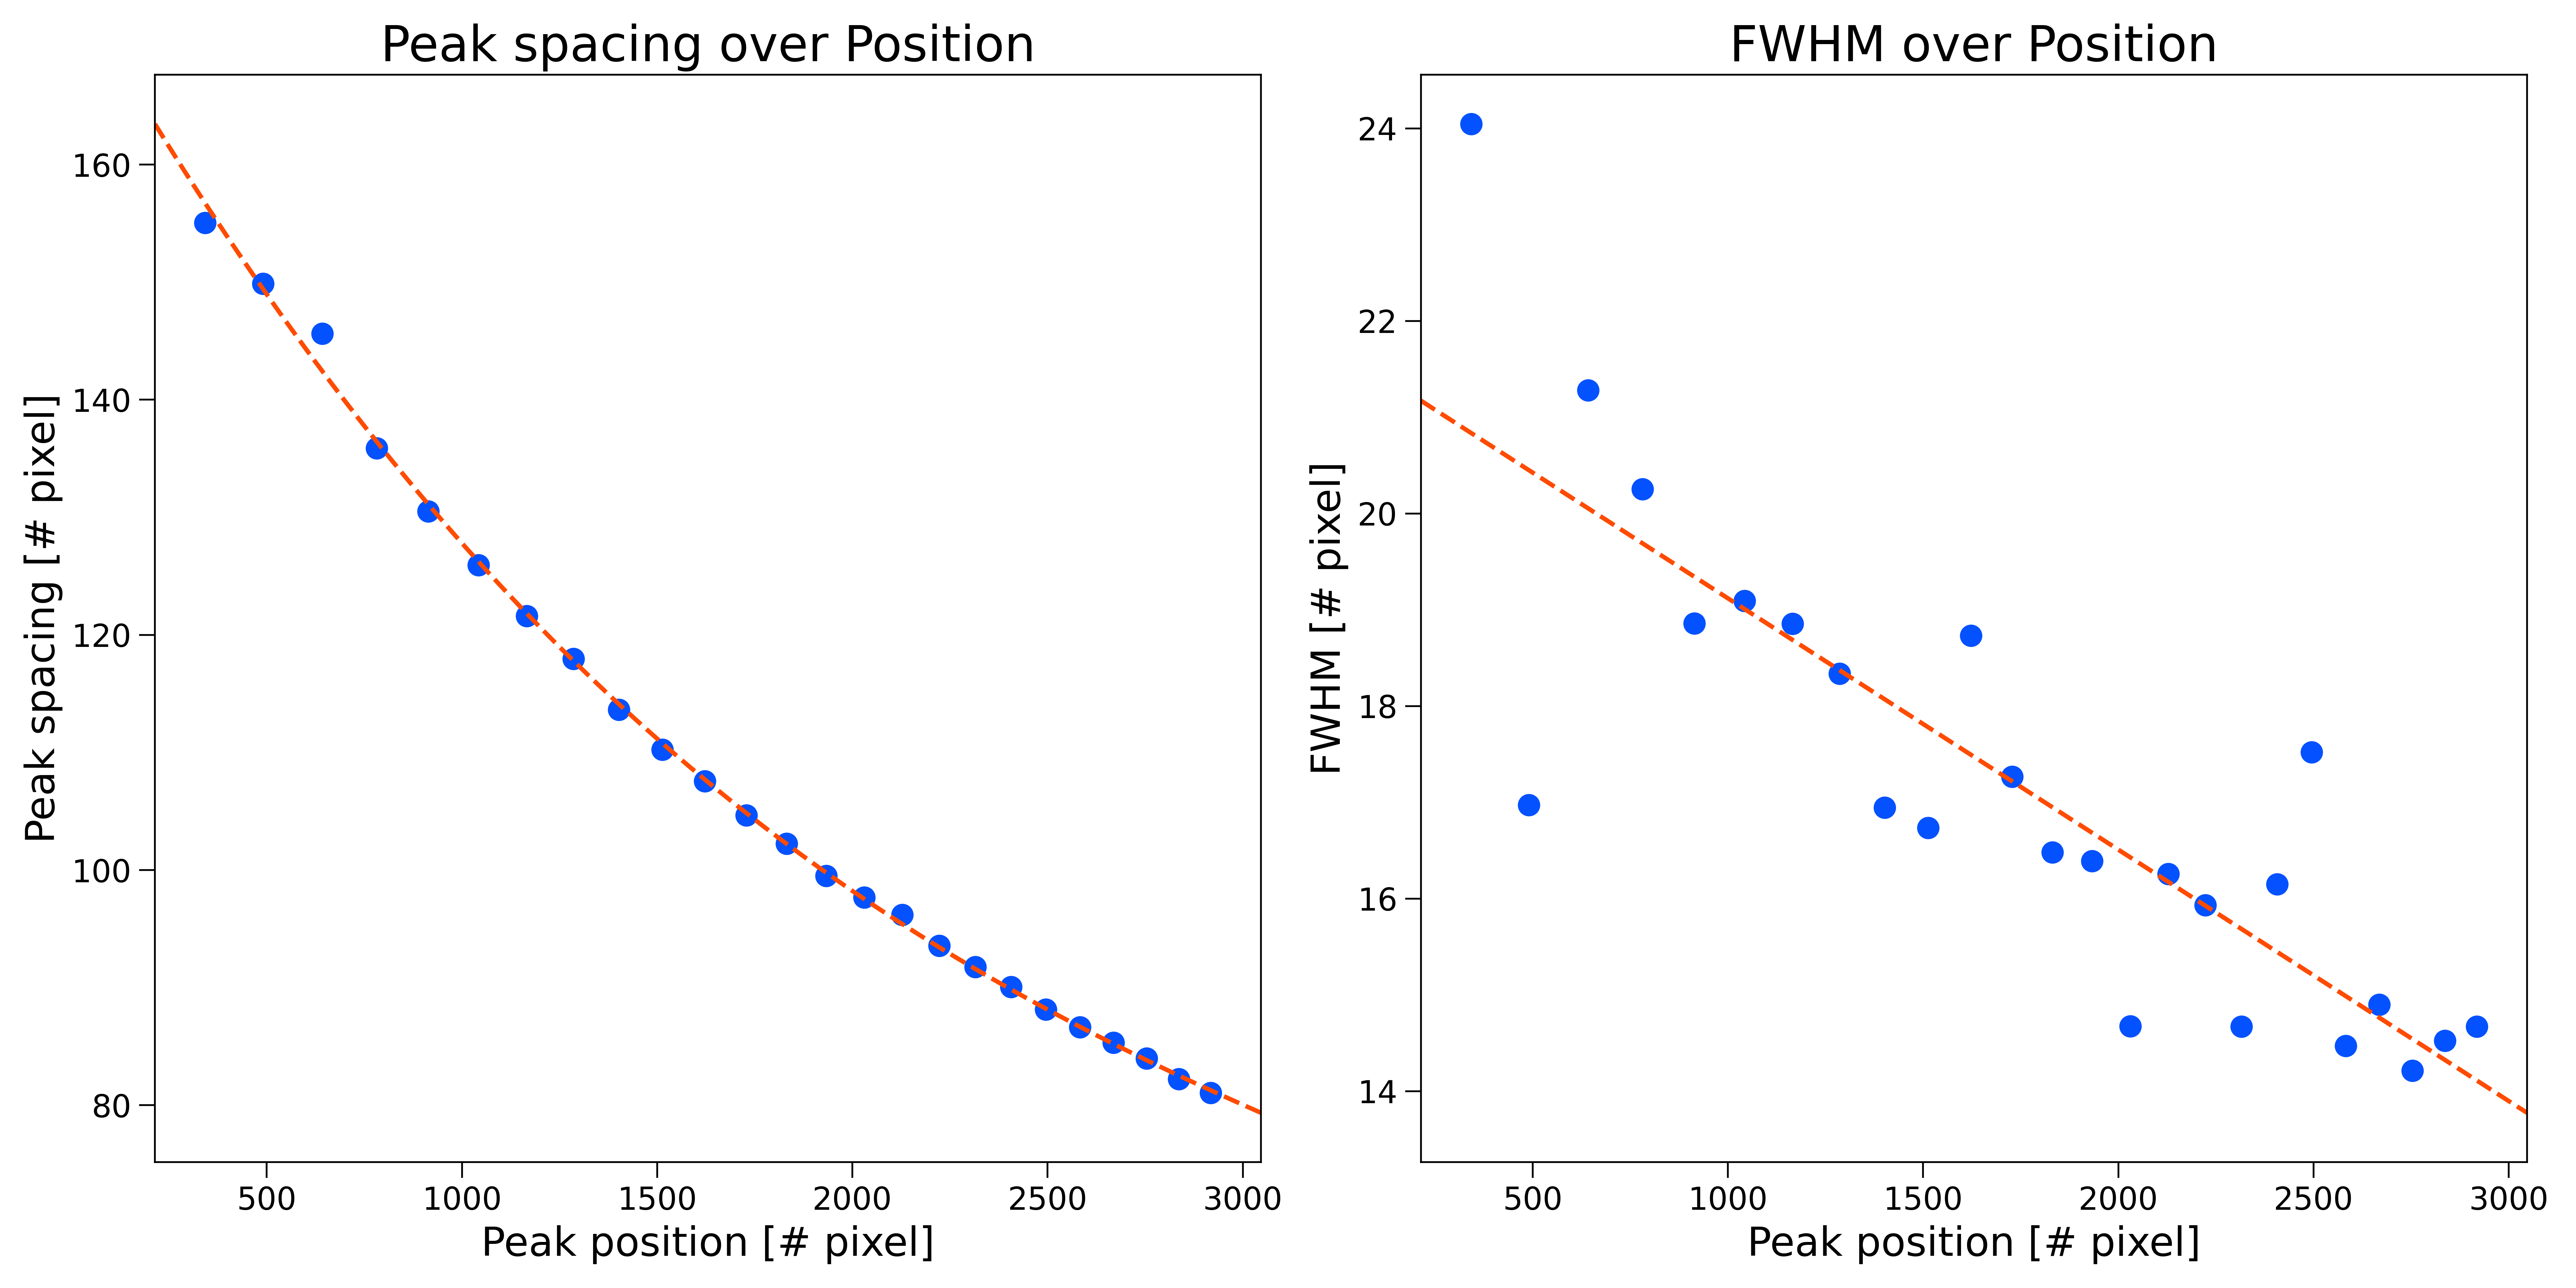 Peak spacing over Position
Peak spacing [# pixel]
160
140
120
100
80
500 1000 1500 2000 2500 3000
Peak position [# pixel]
FWHM over Position
FWHM [# pixel]
24
22
20
18
16
14
500 1000 1500 2000 2500 3000
Peak position [# pixel]